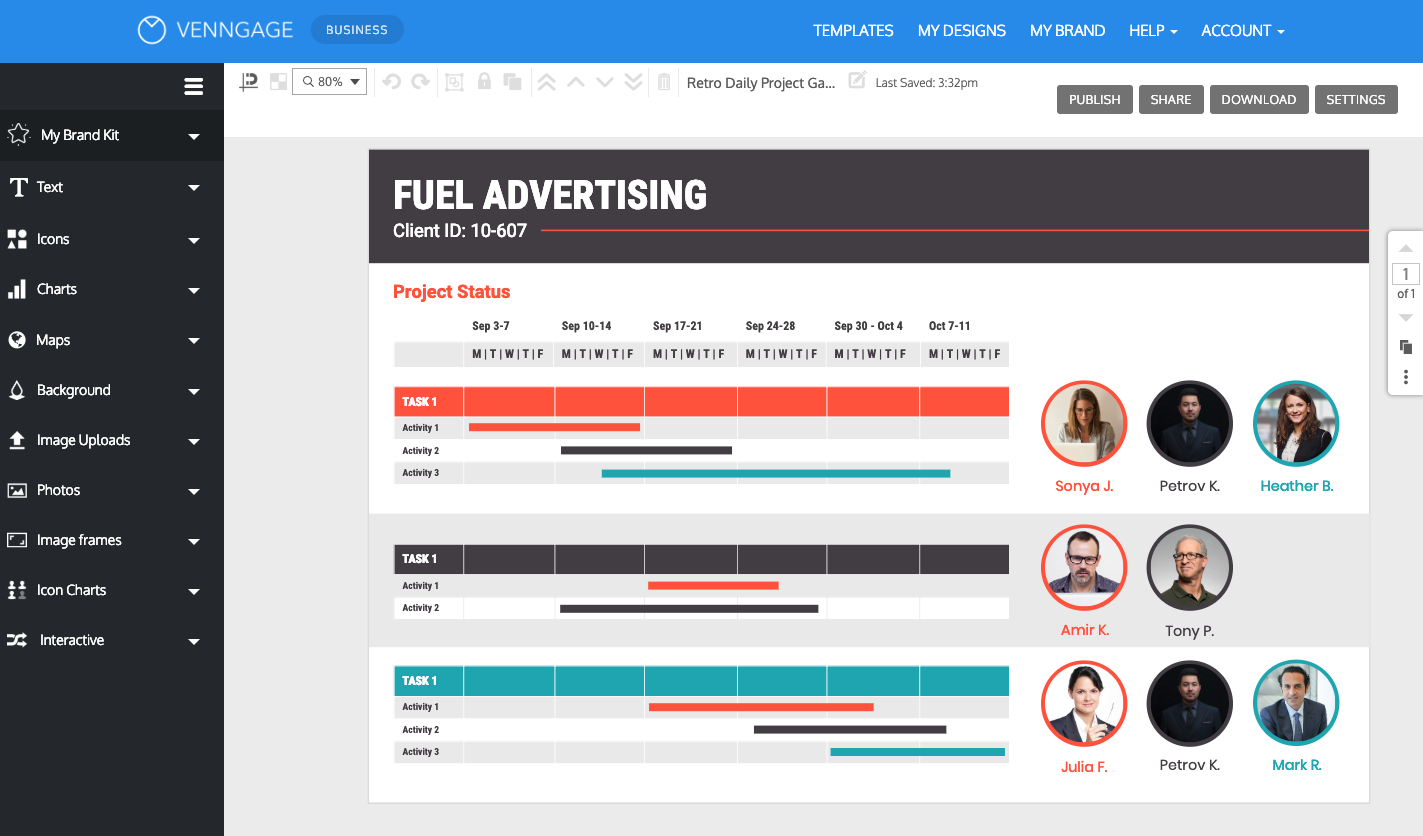 VENNGAGE BUSINESS TEMPLATES MY DESIGNS MY BRAND HELP ACCOUNT
80% Retro Daily Project Ga... Last Saved: 3:32pm
PUBLISH SHARE DOWNLOAD SETTINGS
My Brand Kit
Text
Icons
Charts
Maps
Background
Image Uploads
Photos
Image frames
Icon Charts
Interactive
FUEL ADVERTISING
Client ID: 10-607
1
of 1
Project Status
Sep 3-7 Sep 10-14 Sep 17-21 Sep 24-28 Sep 30 - Oct 4 Oct 7-11
M | T | W | T | F M | T | W | T | F M | T | W | T | F M | T | W | T | F M | T | W | T | F M | T | W | T | F
TASK 1
Activity 1
Activity 2
Activity 3
Sonya J. Petrov K. Heather B.
TASK 1
Activity 1
Activity 2
Amir K. Tony P.
TASK 1
Activity 1
Activity 2
Activity 3
Julia F. Petrov K. Mark R.